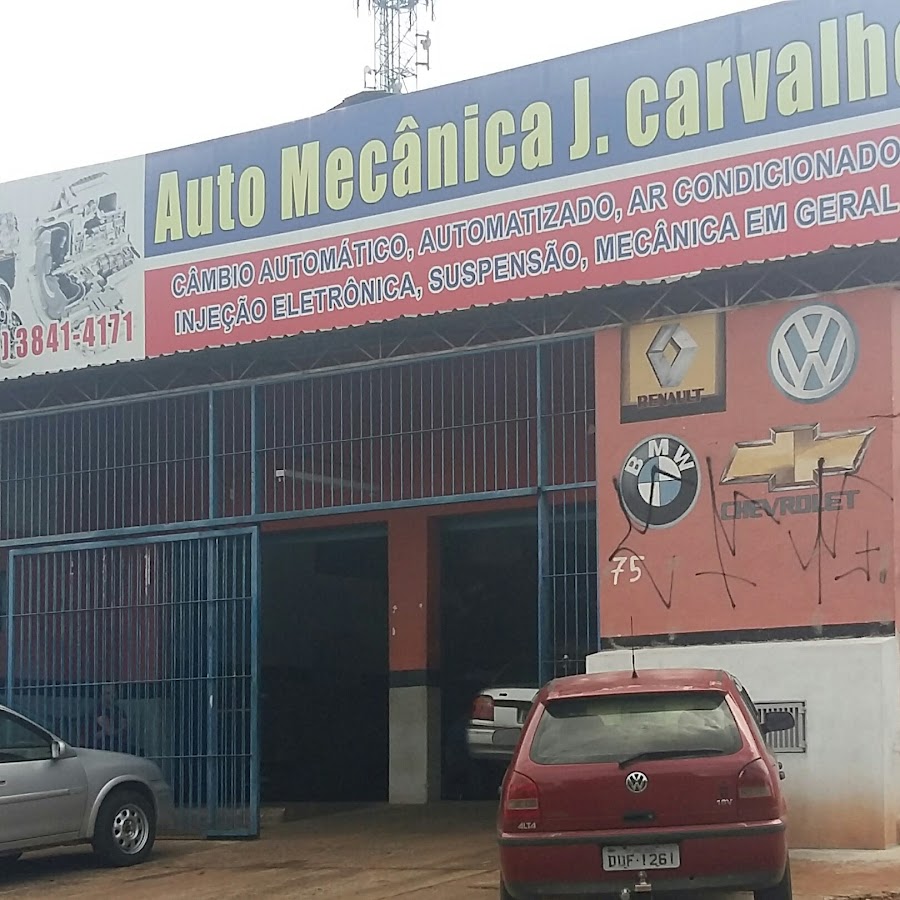 Auto Mecânica J. carvalho
CÂMBIO AUTOMÁTICO, AUTOMATIZADO, AR CONDICIONADO
INJEÇÃO ELETRÔNICA, SUSPENSÃO, MECÂNICA EM GERAL
) 3841-4171
RENAULT
BMW
CHEVROLET
75
16V
DUF-1261